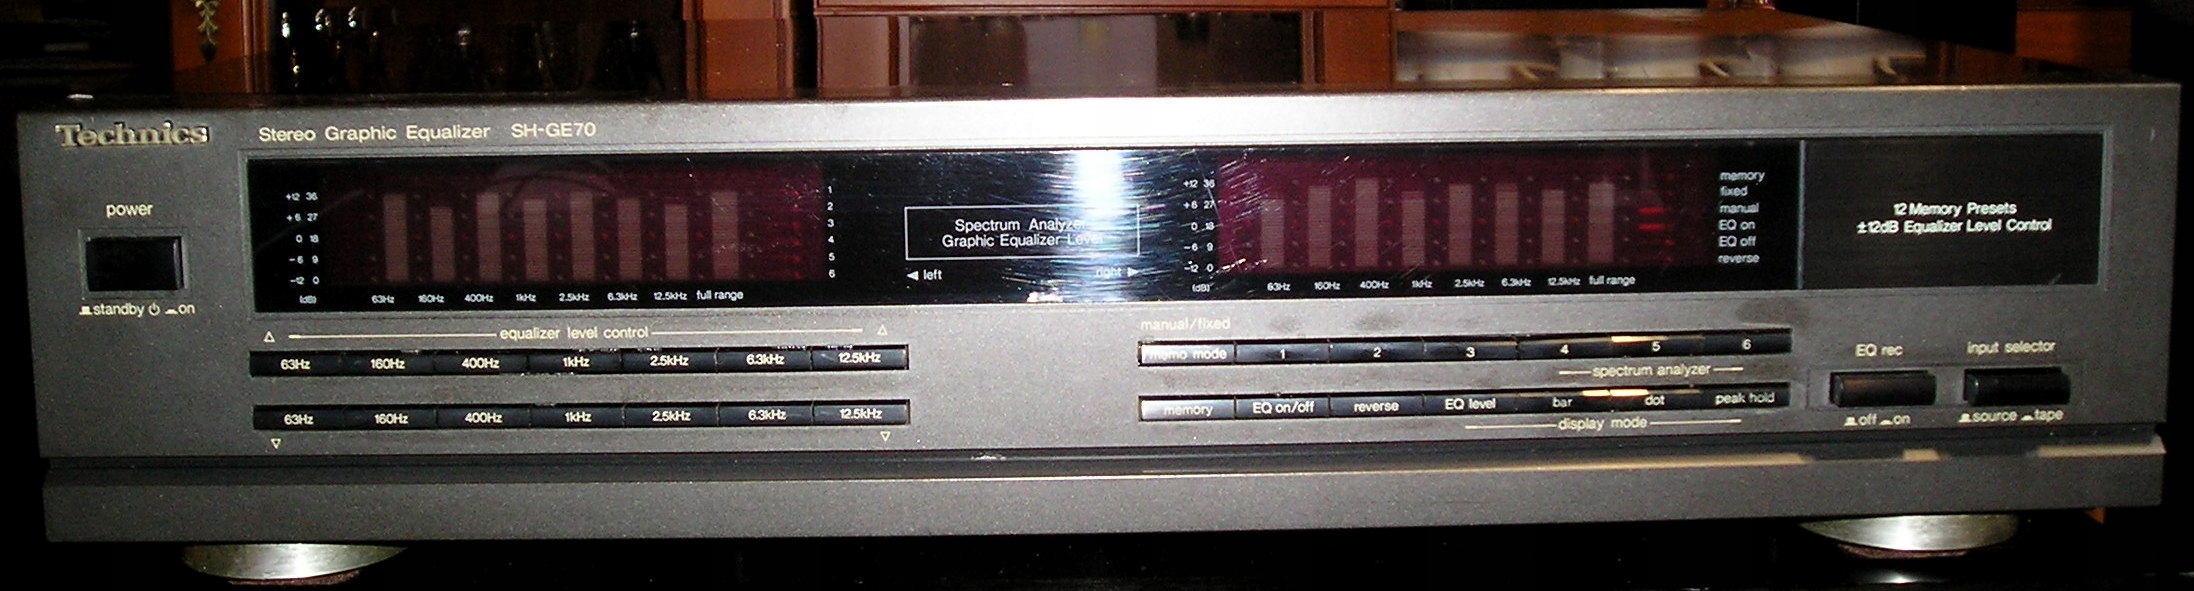 Technics
Stereo Graphic Equalizer SH-GE70
power
standby ⏻ on
+12 36
+6 27
0 18
-6 9
-12 0
(dB)
63Hz 160Hz 400Hz 1kHz 2.5kHz 6.3kHz 12.5kHz full range
1
2
3
4
5
6
Spectrum Analyzer
Graphic Equalizer Level
◀ left right ▶
+12 36
+6 27
0 18
-6 9
-12 0
(dB)
63Hz 160Hz 400Hz 1kHz 2.5kHz 6.3kHz 12.5kHz full range
memory
fixed
manual
EQ on
EQ off
reverse
12 Memory Presets
±12dB Equalizer Level Control
△ equalizer level control △
63Hz 160Hz 400Hz 1kHz 2.5kHz 6.3kHz 12.5kHz
63Hz 160Hz 400Hz 1kHz 2.5kHz 6.3kHz 12.5kHz
▽ ▽
manual/fixed
memo mode 1 2 3 4 5 6
spectrum analyzer
memory EQ on/off reverse EQ level bar dot peak hold
display mode
EQ rec
off on
input selector
source tape